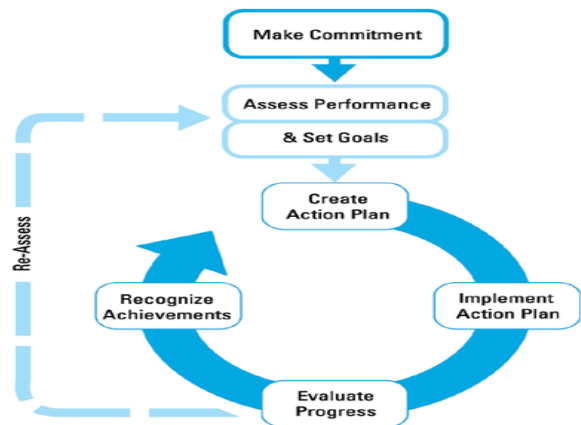 Make Commitment
Assess Performance
& Set Goals
Create
Action Plan
Implement
Action Plan
Evaluate
Progress
Recognize
Achievements
Re-Assess